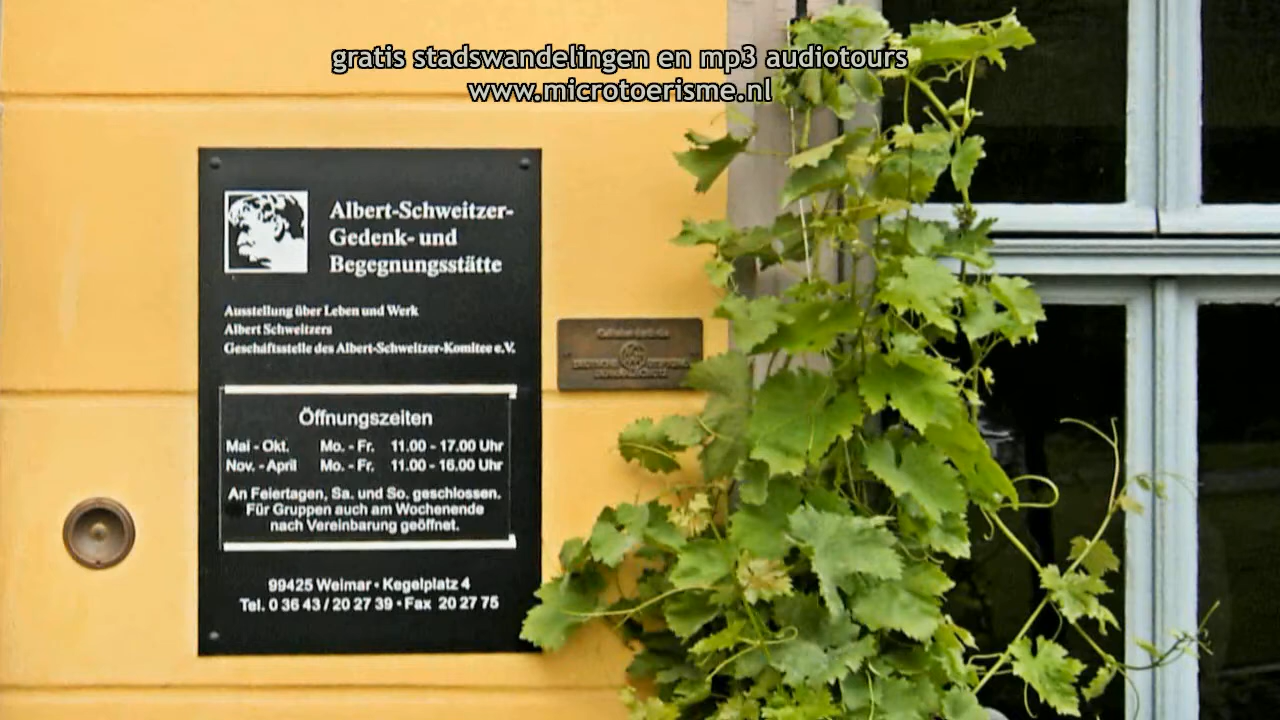 gratis stadswandelingen en mp3 audiotours
www.microtoerisme.nl
Albert-Schweitzer-
Gedenk- und
Begegnungsstätte
Ausstellung über Leben und Werk
Albert Schweitzers
Geschäftsstelle des Albert-Schweitzer-Komitee e.V.
Öffnungszeiten
Mai - Okt. Mo. - Fr. 11.00 - 17.00 Uhr
Nov. - April Mo. - Fr. 11.00 - 16.00 Uhr
An Feiertagen, Sa. und So. geschlossen.
Für Gruppen auch am Wochenende
nach Vereinbarung geöffnet.
99425 Weimar • Kegelplatz 4
Tel. 0 36 43 / 20 27 39 • Fax 20 27 75